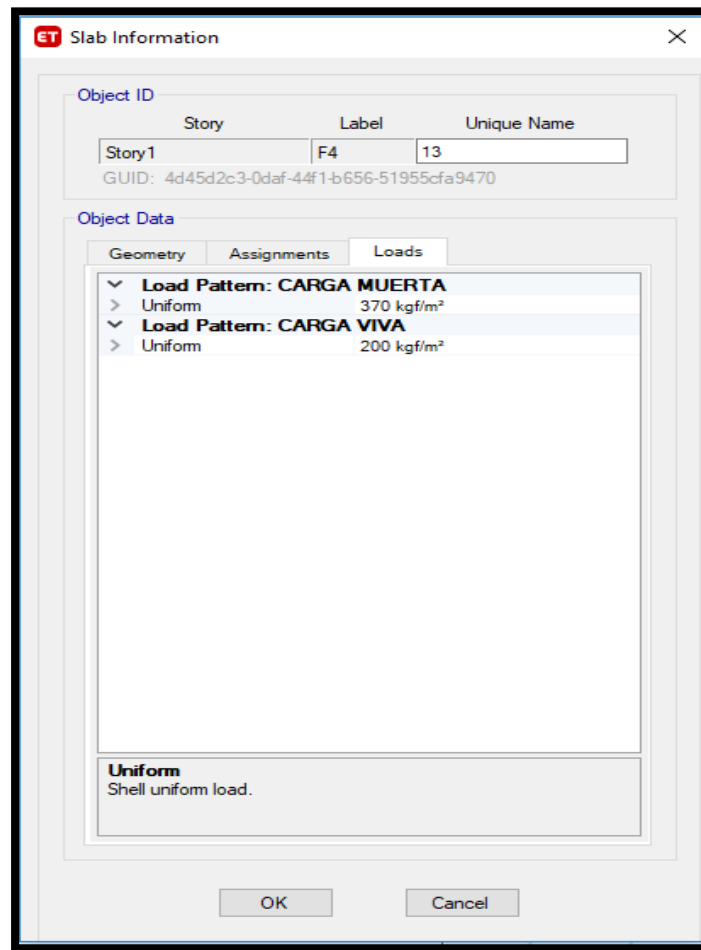 ET Slab Information
Object ID
Story Label Unique Name
Story1 F4 13
GUID: 4d45d2c3-0daf-44f1-b656-51955cfa9470
Object Data
Geometry Assignments Loads
Load Pattern: CARGA MUERTA
Uniform 370 kgf/m²
Load Pattern: CARGA VIVA
Uniform 200 kgf/m²
Uniform
Shell uniform load.
OK Cancel